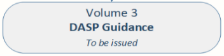 Volume 3
DASP Guidance
To be issued